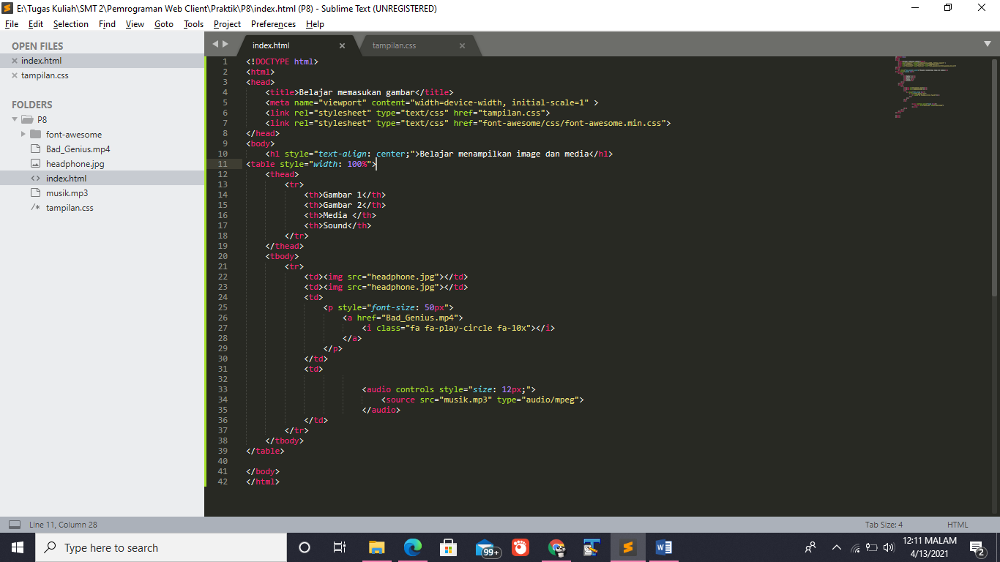 E:\Tugas Kuliah\SMT 2\Pemrograman Web Client\Praktik\P8\index.html (P8) - Sublime Text (UNREGISTERED)
File Edit Selection Find View Goto Tools Project Preferences Help
OPEN FILES
index.html
tampilan.css
FOLDERS
P8
font-awesome
Bad_Genius.mp4
headphone.jpg
index.html
musik.mp3
tampilan.css
index.html tampilan.css
1 <!DOCTYPE html>
2 <html>
3 <head>
4 <title>Belajar memasukan gambar</title>
5 <meta name="viewport" content="width=device-width, initial-scale=1" >
6 <link rel="stylesheet" type="text/css" href="tampilan.css">
7 <link rel="stylesheet" type="text/css" href="font-awesome/css/font-awesome.min.css">
8 </head>
9 <body>
10 <h1 style="text-align: center;">Belajar menampilkan image dan media</h1>
11 <table style="width: 100%">
12 <thead>
13 <tr>
14 <th>Gambar 1</th>
15 <th>Gambar 2</th>
16 <th>Media </th>
17 <th>Sound</th>
18 </tr>
19 </thead>
20 <tbody>
21 <tr>
22 <td><img src="headphone.jpg"></td>
23 <td><img src="headphone.jpg"></td>
24 <td>
25 <p style="font-size: 50px">
26 <a href="Bad_Genius.mp4">
27 <i class="fa fa-play-circle fa-10x"></i>
28 </a>
29 </p>
30 </td>
31 <td>
32
33 <audio controls style="size: 12px;">
34 <source src="musik.mp3" type="audio/mpeg">
35 </audio>
36 </td>
37 </tr>
38 </tbody>
39 </table>
40
41 </body>
42 </html>
Line 11, Column 28 Tab Size: 4 HTML
Type here to search
99+
12:11 MALAM
4/13/2021
2